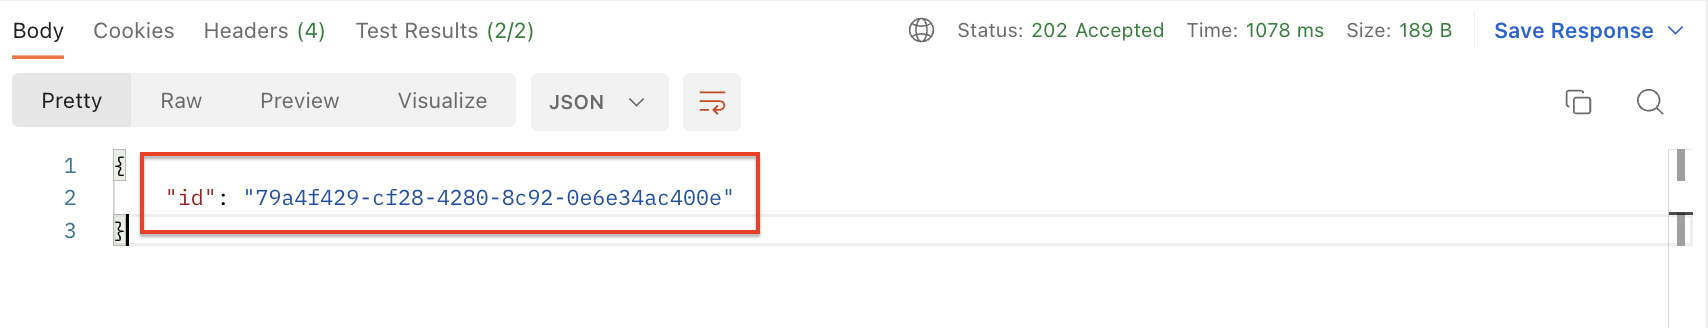 Body Cookies Headers (4) Test Results (2/2) Status: 202 Accepted Time: 1078 ms Size: 189 B Save Response
Pretty Raw Preview Visualize JSON
1 {
2 "id": "79a4f429-cf28-4280-8c92-0e6e34ac400e"
3 }